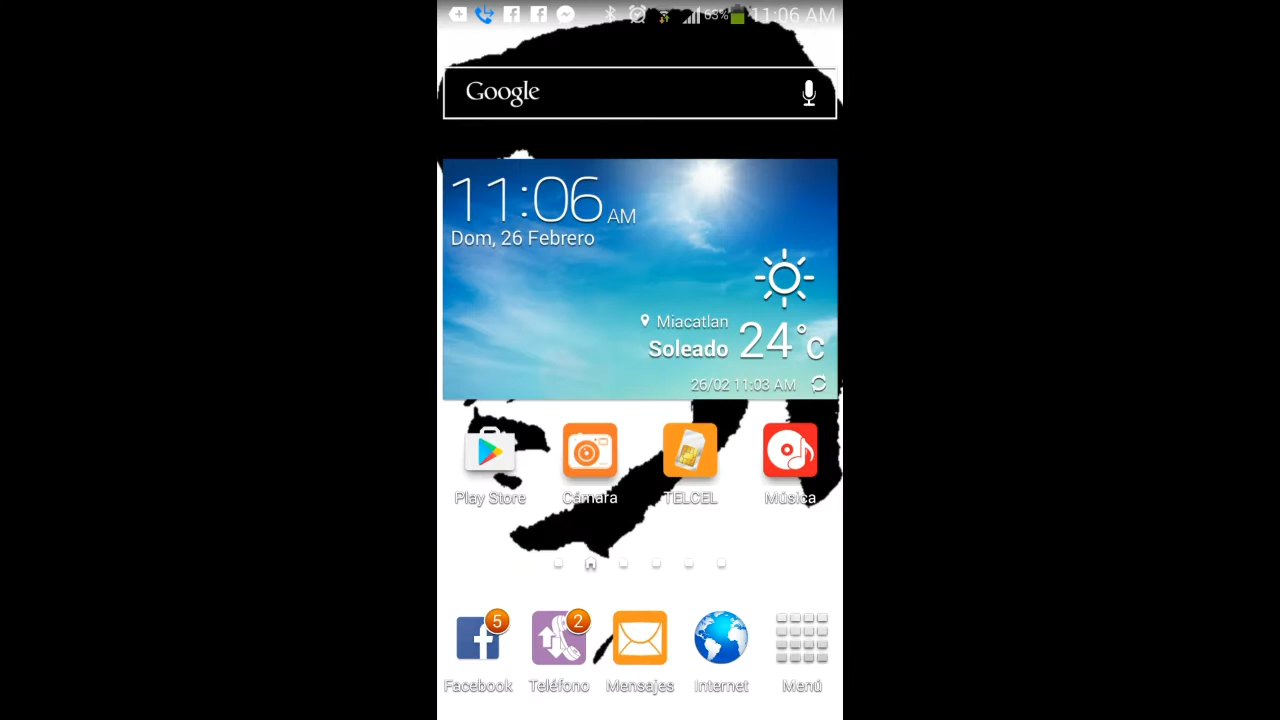 63% 11:06 AM
Google
11:06 AM
Dom, 26 Febrero
Miacatlan
Soleado 24°C
26/02 11:03 AM
Play Store Cámara TELCEL Música
5 2
Facebook Teléfono Mensajes Internet Menú